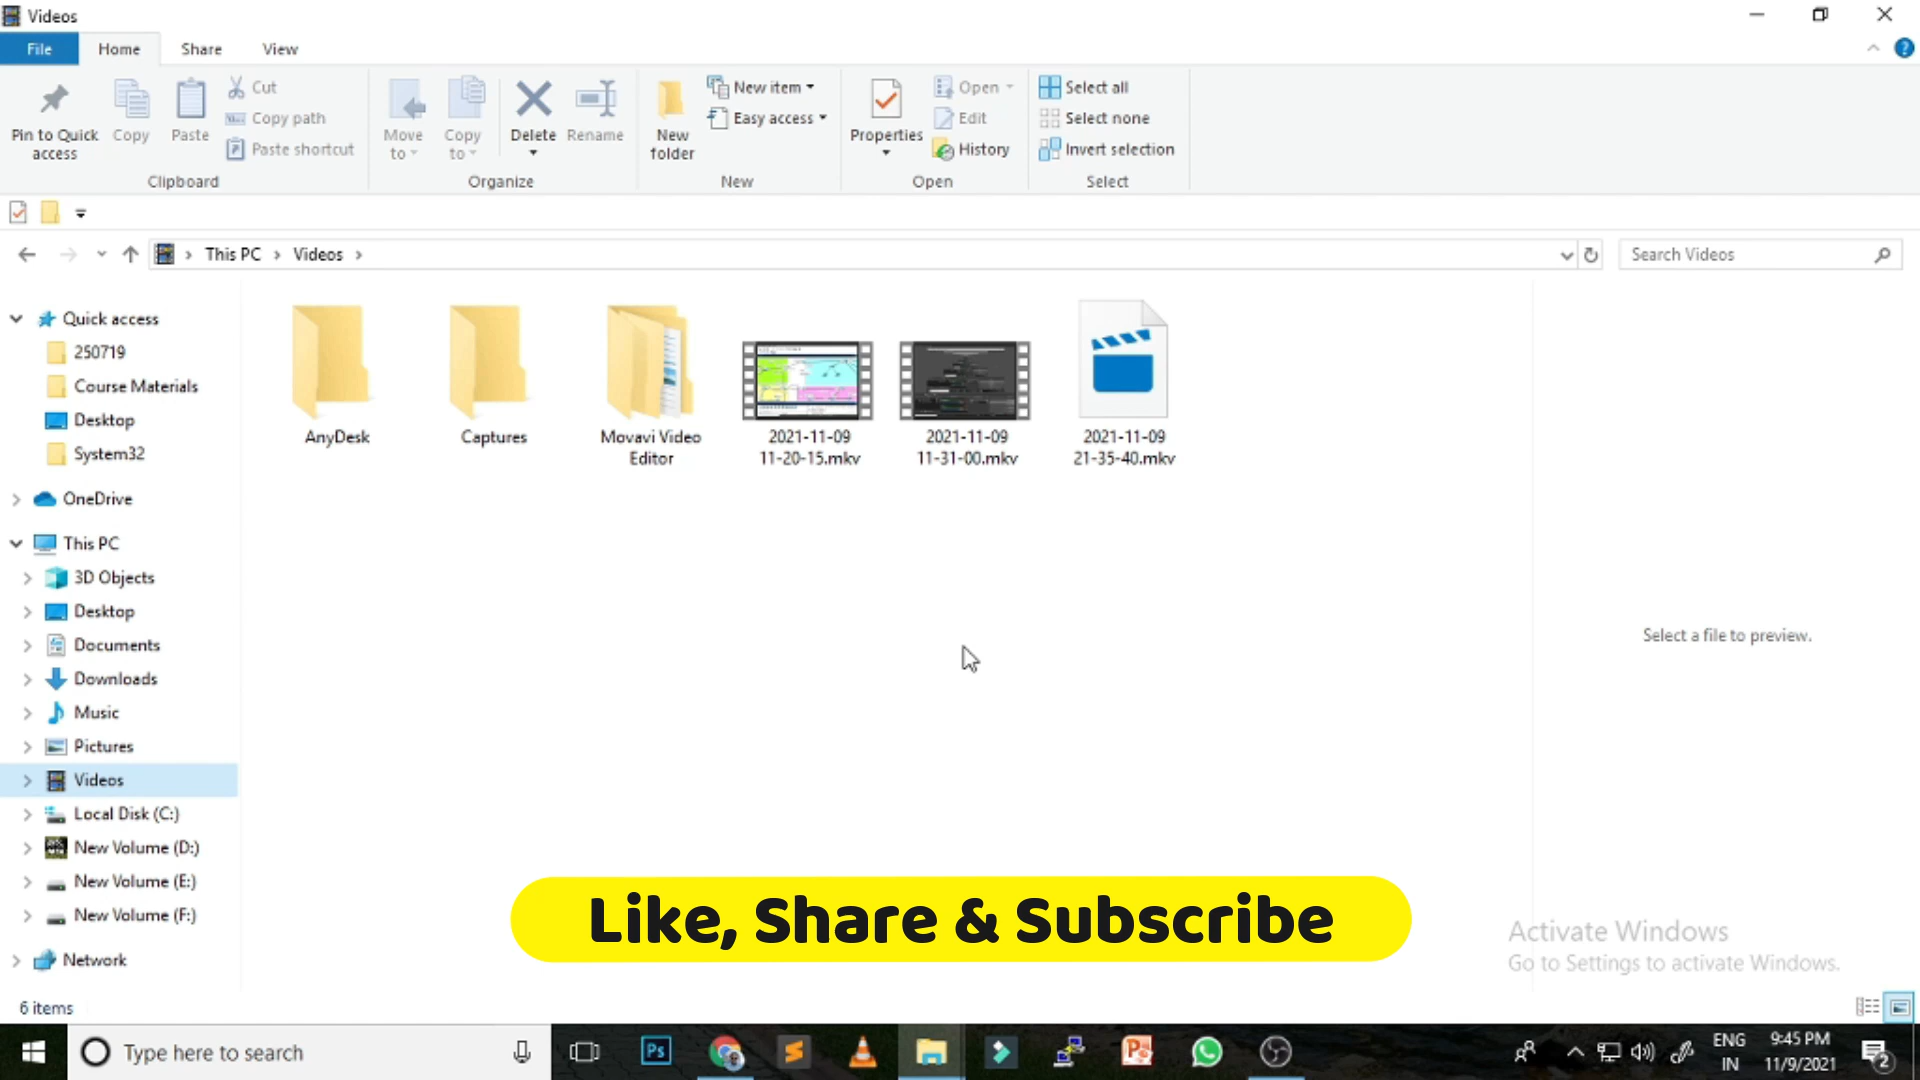 Videos
File Home Share View
Pin to Quick access
Copy
Paste
Cut
Copy path
Paste shortcut
Clipboard
Move to
Copy to
Delete
Rename
Organize
New folder
New item
Easy access
New
Properties
Open
Edit
History
Open
Select all
Select none
Invert selection
Select
This PC > Videos >
Search Videos
Quick access
250719
Course Materials
Desktop
System32
OneDrive
This PC
3D Objects
Desktop
Documents
Downloads
Music
Pictures
Videos
Local Disk (C:)
New Volume (D:)
New Volume (E:)
New Volume (F:)
Network
AnyDesk
Captures
Movavi Video
Editor
2021-11-09
11-20-15.mkv
2021-11-09
11-31-00.mkv
2021-11-09
21-35-40.mkv
Select a file to preview.
Like, Share & Subscribe
Activate Windows
Go to Settings to activate Windows.
6 items
Type here to search
Ps
ENG
IN
9:45 PM
11/9/2021
2